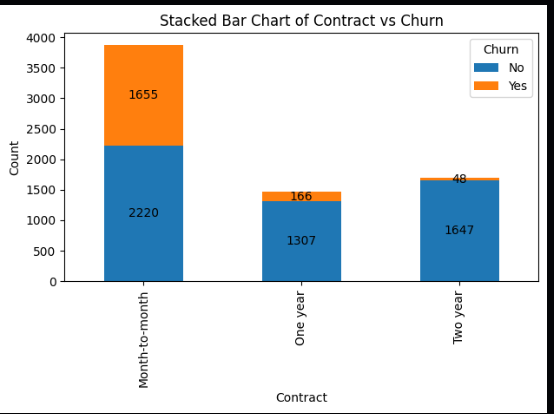 Stacked Bar Chart of Contract vs Churn
Count
4000
3500
3000
2500
2000
1500
1000
500
0
Churn
No
Yes
1655
2220
166
1307
48
1647
Month-to-month
One year
Two year
Contract